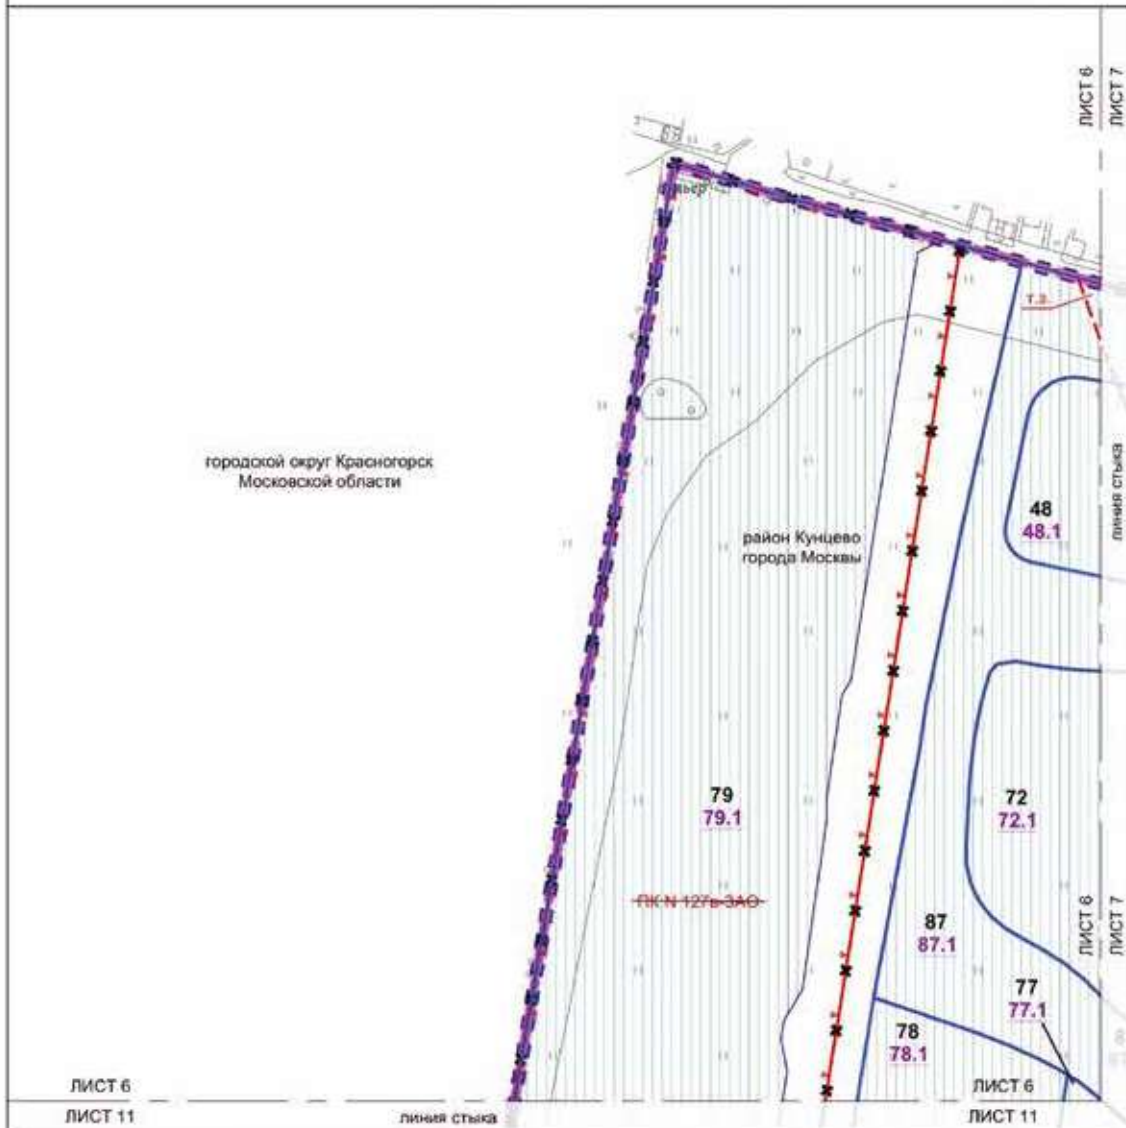 ЛИСТ 6
ЛИСТ 7
Т.3.
городской округ Красногорск
Московской области
линия стыка
48
48.1
район Кунцево
города Москвы
79
79.1
72
72.1
ПК N 127в-ЗАО
87
87.1
ЛИСТ 6
ЛИСТ 7
77
77.1
78
78.1
ЛИСТ 6
ЛИСТ 6
ЛИСТ 11
линия стыка
ЛИСТ 11